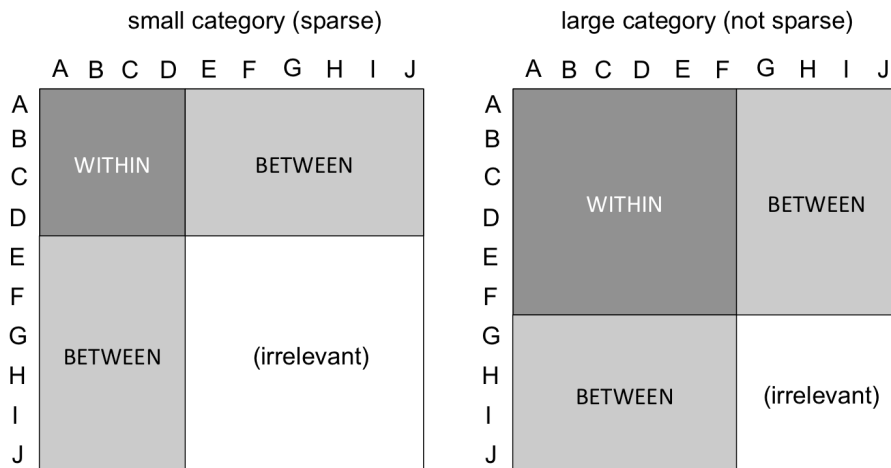 small category (sparse)
A B C D E F G H I J
A
B
C
D
E
F
G
H
I
J
WITHIN
BETWEEN
BETWEEN
(irrelevant)
large category (not sparse)
A B C D E F G H I J
A
B
C
D
E
F
G
H
I
J
WITHIN
BETWEEN
BETWEEN
(irrelevant)